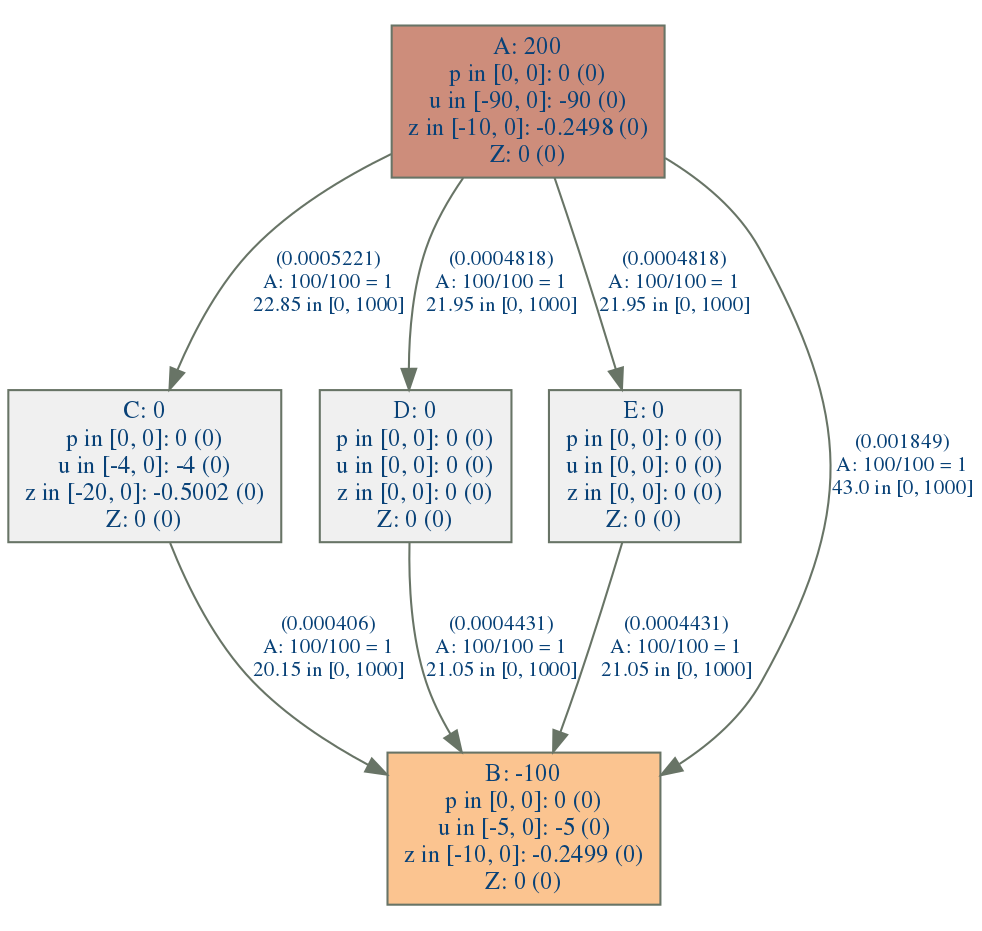 A: 200
p in [0, 0]: 0 (0)
u in [-90, 0]: -90 (0)
z in [-10, 0]: -0.2498 (0)
Z: 0 (0)
(0.0005221)
A: 100/100 = 1
22.85 in [0, 1000]
(0.0004818)
A: 100/100 = 1
21.95 in [0, 1000]
(0.0004818)
A: 100/100 = 1
21.95 in [0, 1000]
(0.001849)
A: 100/100 = 1
43.0 in [0, 1000]
C: 0
p in [0, 0]: 0 (0)
u in [-4, 0]: -4 (0)
z in [-20, 0]: -0.5002 (0)
Z: 0 (0)
D: 0
p in [0, 0]: 0 (0)
u in [0, 0]: 0 (0)
z in [0, 0]: 0 (0)
Z: 0 (0)
E: 0
p in [0, 0]: 0 (0)
u in [0, 0]: 0 (0)
z in [0, 0]: 0 (0)
Z: 0 (0)
(0.000406)
A: 100/100 = 1
20.15 in [0, 1000]
(0.0004431)
A: 100/100 = 1
21.05 in [0, 1000]
(0.0004431)
A: 100/100 = 1
21.05 in [0, 1000]
B: -100
p in [0, 0]: 0 (0)
u in [-5, 0]: -5 (0)
z in [-10, 0]: -0.2499 (0)
Z: 0 (0)